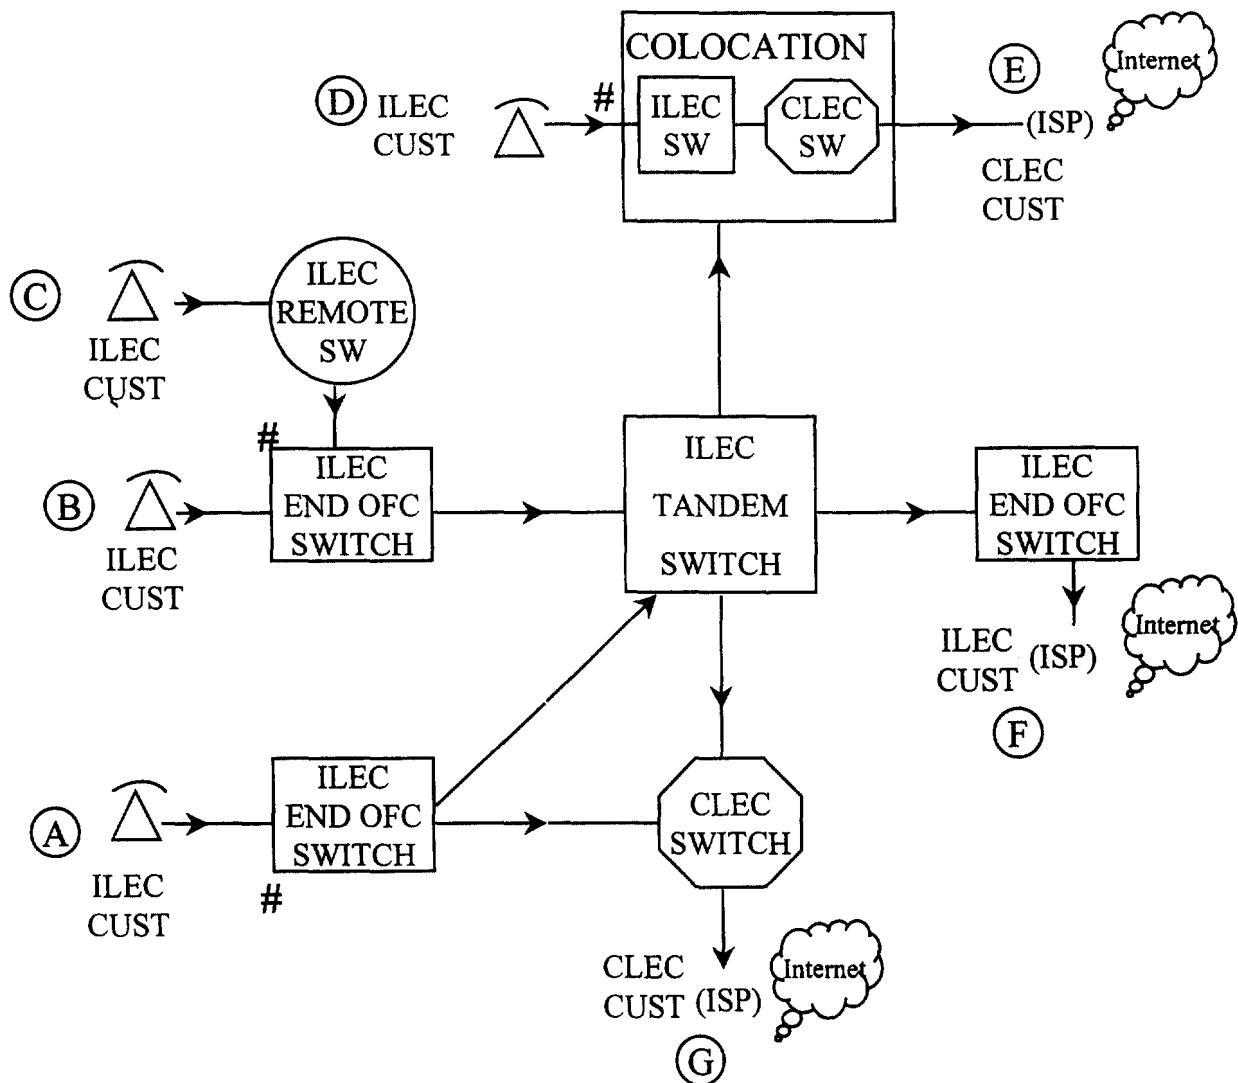 COLOCATION
D
ILEC
CUST
#
ILEC
SW
CLEC
SW
E
(ISP)
CLEC
CUST
Internet
C
ILEC
CUST
ILEC
REMOTE
SW
#
B
ILEC
CUST
ILEC
END OFC
SWITCH
ILEC
TANDEM
SWITCH
ILEC
END OFC
SWITCH
ILEC
CUST
(ISP)
Internet
F
A
ILEC
CUST
ILEC
END OFC
SWITCH
#
CLEC
SWITCH
CLEC
CUST (ISP)
Internet
G